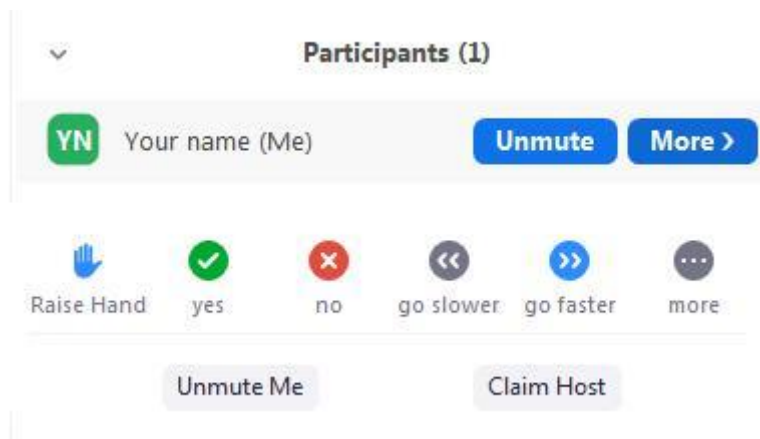 Participants (1)
YN Your name (Me) Unmute More >
Raise Hand yes no go slower go faster more
Unmute Me Claim Host